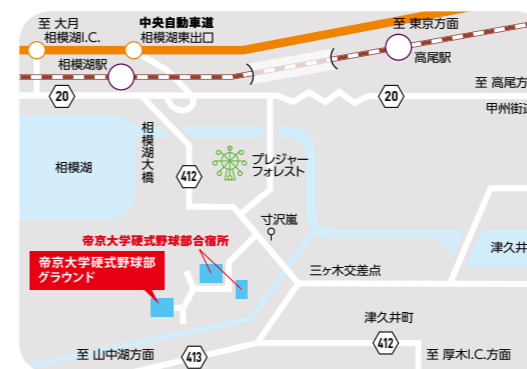 至 大月
相模湖I.C.
中央自動車道
相模湖東出口
至 東京方面
高尾駅
相模湖駅
20
20
至 高尾方
甲州街道
相模湖
相模湖大橋
412
プレジャー
フォレスト
寸沢嵐
帝京大学硬式野球部合宿所
帝京大学硬式野球部
グラウンド
三ヶ木交差点
津久井
津久井町
至 山中湖方面
413
412
至 厚木I.C.方面